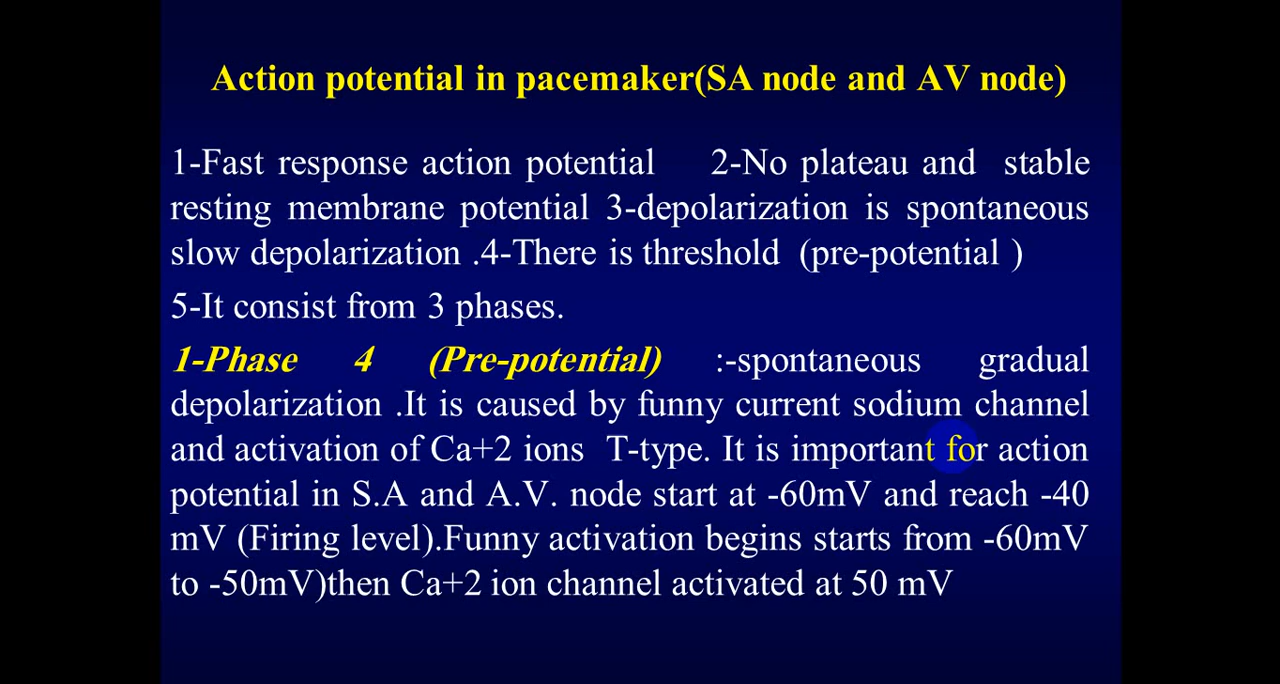 Action potential in pacemaker(SA node and AV node)
1-Fast response action potential 2-No plateau and stable
resting membrane potential 3-depolarization is spontaneous
slow depolarization .4-There is threshold (pre-potential )
5-It consist from 3 phases.
1-Phase 4 (Pre-potential) :-spontaneous gradual
depolarization .It is caused by funny current sodium channel
and activation of Ca+2 ions T-type. It is important for action
potential in S.A and A.V. node start at -60mV and reach -40
mV (Firing level).Funny activation begins starts from -60mV
to -50mV)then Ca+2 ion channel activated at 50 mV